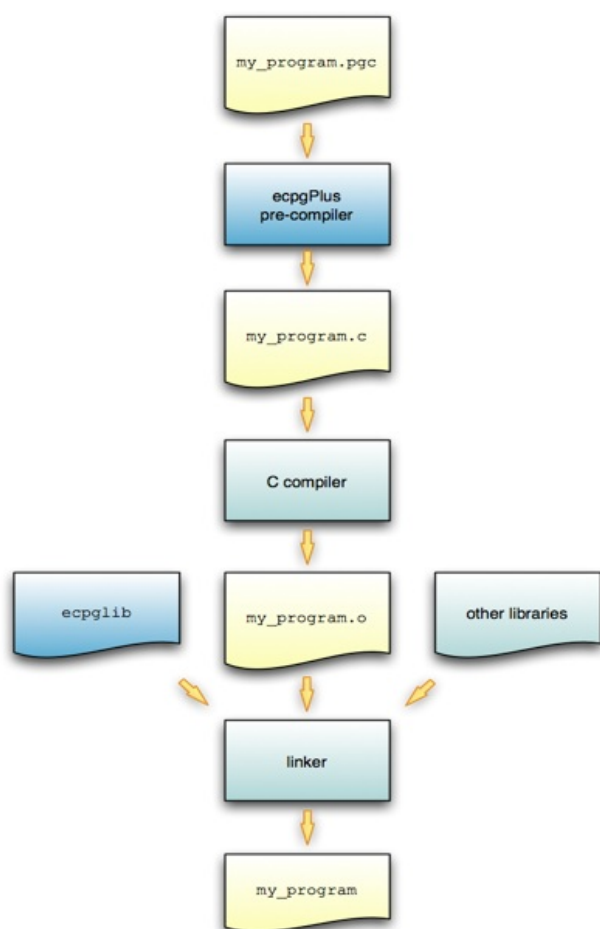 my_program.pgc
ecpgPlus
pre-compiler
my_program.c
C compiler
ecpglib
my_program.o
other libraries
linker
my_program